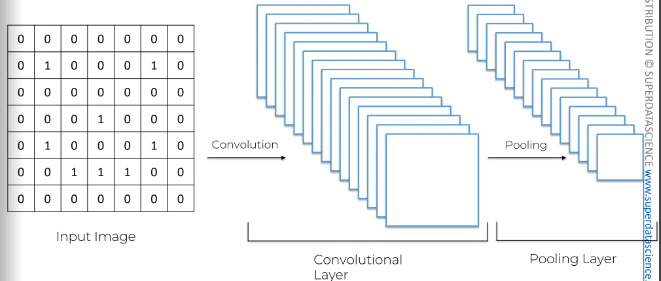 0 0 0 0 0 0 0
0 1 0 0 0 1 0
0 0 0 0 0 0 0
0 0 0 1 0 0 0
0 1 0 0 0 1 0
0 0 1 1 1 0 0
0 0 0 0 0 0 0
Input Image
Convolution
Convolutional
Layer
Pooling
Pooling Layer
© SUPERDATASCIENCE www.superdatascience.